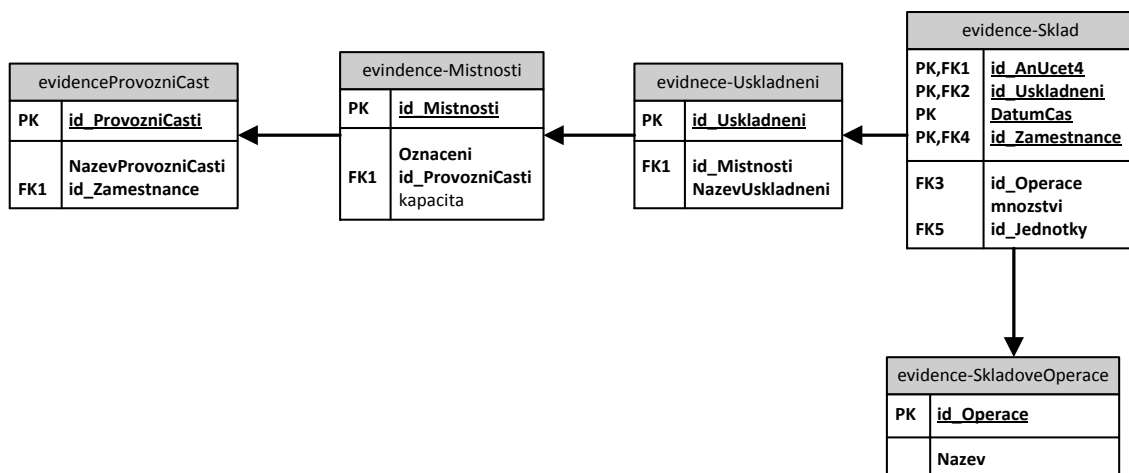 evidenceProvozniCast
PK id_ProvozniCasti
NazevProvozniCasti
FK1 id_Zamestnance
evindence-Mistnosti
PK id_Mistnosti
Oznaceni
FK1 id_ProvozniCasti
kapacita
evidnece-Uskladneni
PK id_Uskladneni
FK1 id_Mistnosti
NazevUskladneni
evidence-Sklad
PK,FK1 id_AnUcet4
PK,FK2 id_Uskladneni
PK DatumCas
PK,FK4 id_Zamestnance
FK3 id_Operace
mnozstvi
FK5 id_Jednotky
evidence-SkladoveOperace
PK id_Operace
Nazev